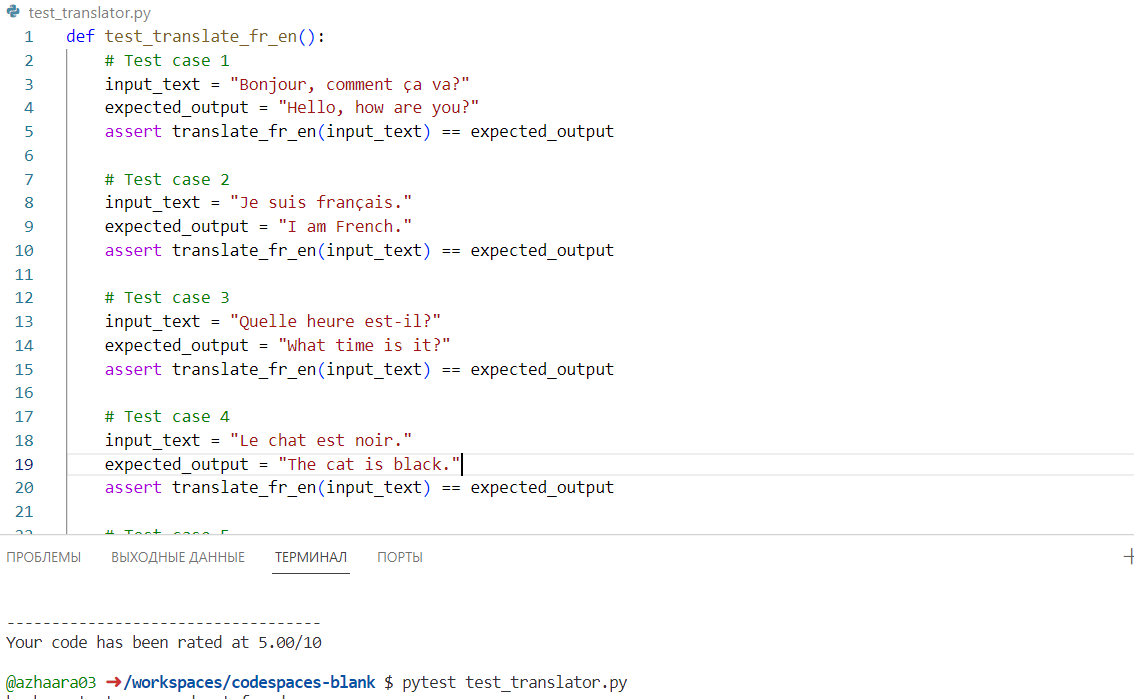 test_translator.py
1 def test_translate_fr_en():
2 # Test case 1
3 input_text = "Bonjour, comment ça va?"
4 expected_output = "Hello, how are you?"
5 assert translate_fr_en(input_text) == expected_output
6
7 # Test case 2
8 input_text = "Je suis français."
9 expected_output = "I am French."
10 assert translate_fr_en(input_text) == expected_output
11
12 # Test case 3
13 input_text = "Quelle heure est-il?"
14 expected_output = "What time is it?"
15 assert translate_fr_en(input_text) == expected_output
16
17 # Test case 4
18 input_text = "Le chat est noir."
19 expected_output = "The cat is black."
20 assert translate_fr_en(input_text) == expected_output
21
22 # Test case 5
ПРОБЛЕМЫ ВЫХОДНЫЕ ДАННЫЕ ТЕРМИНАЛ ПОРТЫ
-----------------------------------
Your code has been rated at 5.00/10
@azhaara03 ➜ /workspaces/codespaces-blank $ pytest test_translator.py